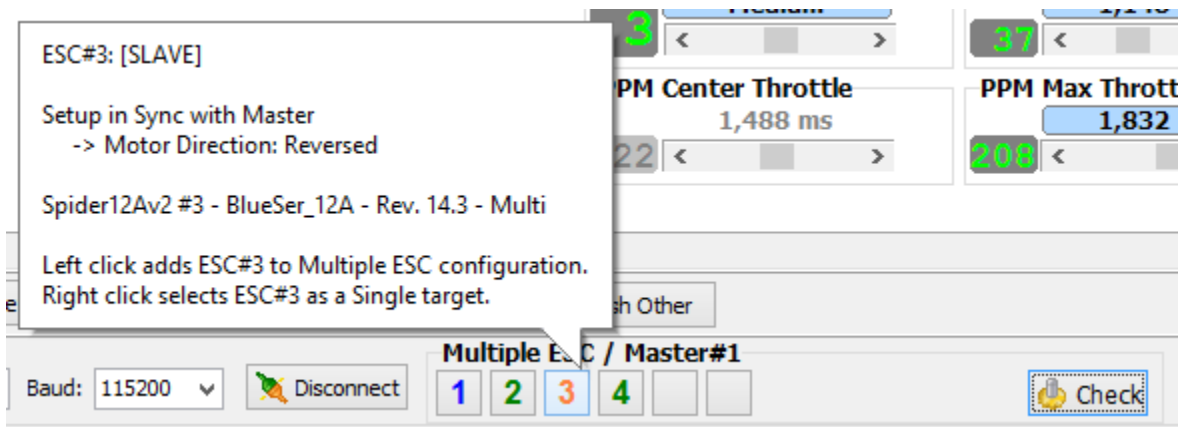 ESC#3: [SLAVE]
Setup in Sync with Master
-> Motor Direction: Reversed
Spider12Av2 #3 - BlueSer_12A - Rev. 14.3 - Multi
Left click adds ESC#3 to Multiple ESC configuration.
Right click selects ESC#3 as a Single target.
Medium
3
< >
37
< >
PPM Center Throttle
1,488 ms
22
< >
PPM Max Thrott
1,832
208
<
sh Other
Baud:
115200
Disconnect
Multiple ESC / Master#1
1 2 3 4
Check